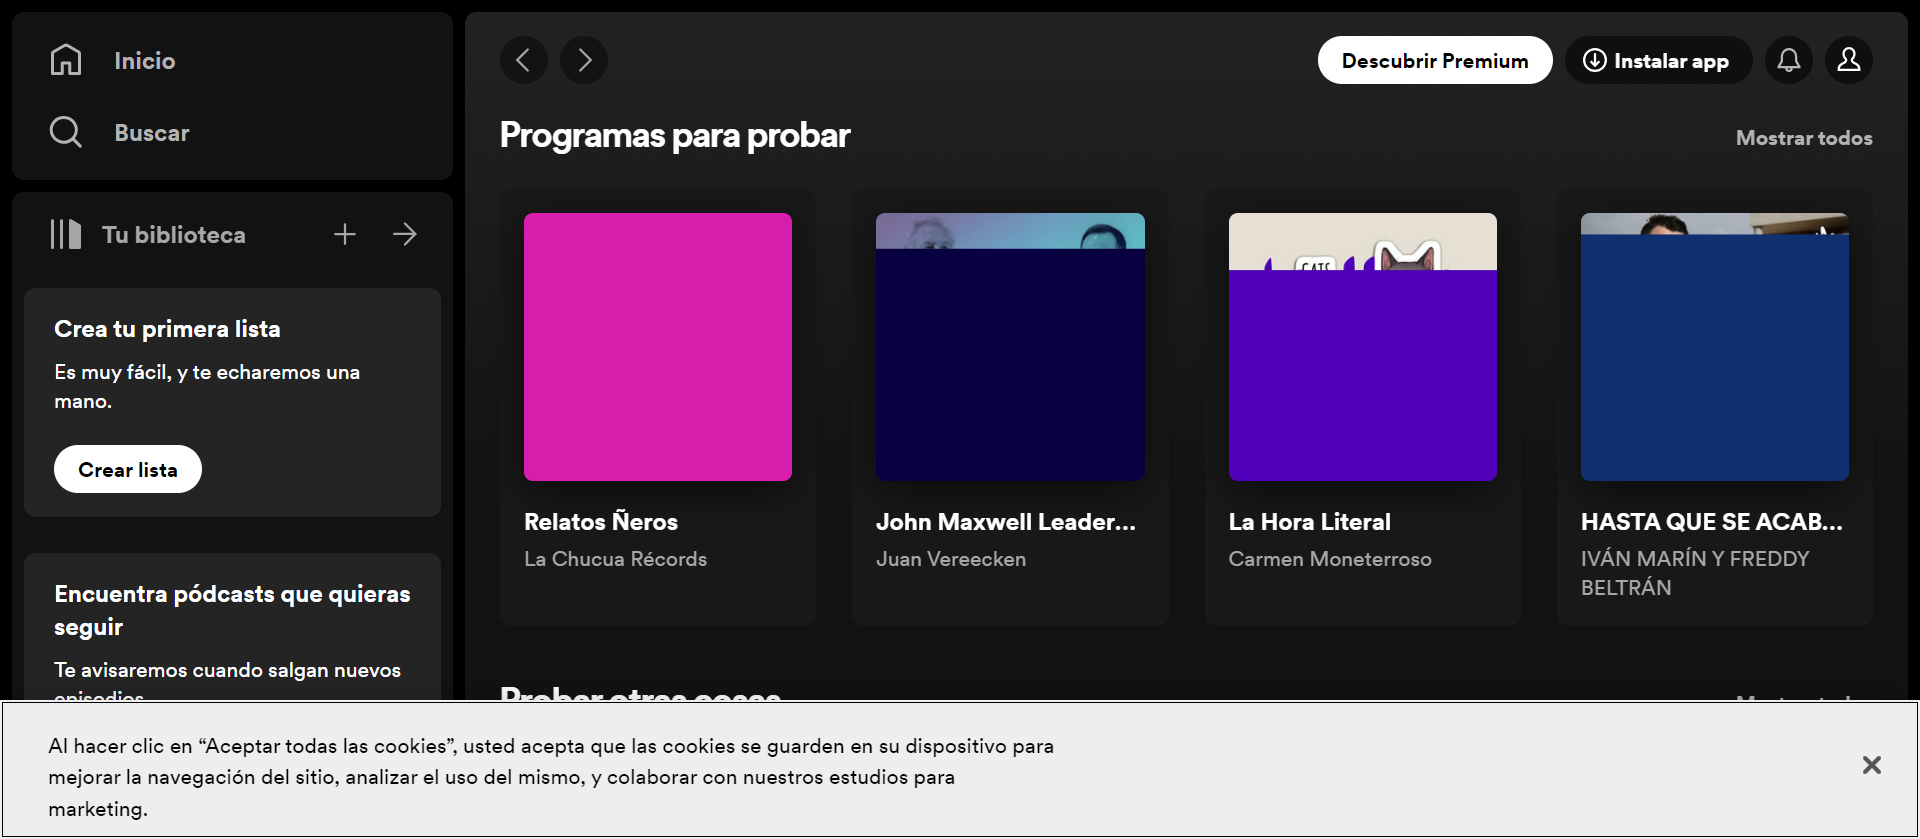 Inicio
Buscar
Tu biblioteca
Crea tu primera lista
Es muy fácil, y te echaremos una
mano.
Crear lista
Encuentra pódcasts que quieras
seguir
Te avisaremos cuando salgan nuevos
episodios
Descubrir Premium
Instalar app
Programas para probar
Mostrar todos
CATS
Relatos Ñeros
La Chucua Récords
John Maxwell Leader...
Juan Vereecken
La Hora Literal
Carmen Moneterroso
HASTA QUE SE ACAB...
IVÁN MARÍN Y FREDDY
BELTRÁN
Probar otras cosas
Al hacer clic en “Aceptar todas las cookies”, usted acepta que las cookies se guarden en su dispositivo para
mejorar la navegación del sitio, analizar el uso del mismo, y colaborar con nuestros estudios para
marketing.